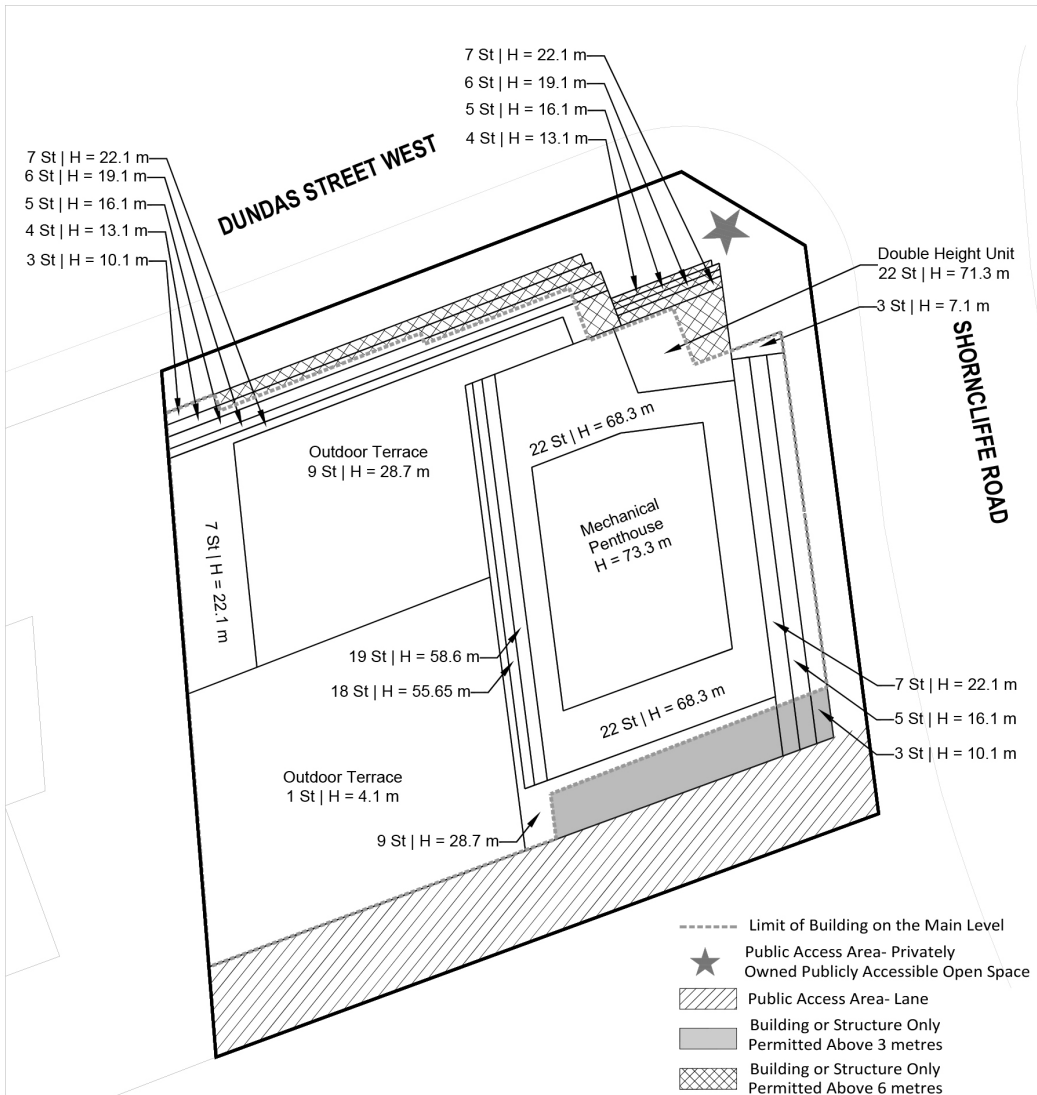 7 St | H = 22.1 m
6 St | H = 19.1 m
5 St | H = 16.1 m
4 St | H = 13.1 m
DUNDAS STREET WEST
7 St | H = 22.1 m
6 St | H = 19.1 m
5 St | H = 16.1 m
4 St | H = 13.1 m
3 St | H = 10.1 m
Double Height Unit
22 St | H = 71.3 m
3 St | H = 7.1 m
SHORNCLIFFE ROAD
22 St | H = 68.3 m
Outdoor Terrace
9 St | H = 28.7 m
Mechanical
Penthouse
H = 73.3 m
7 St | H = 22.1 m
19 St | H = 58.6 m
18 St | H = 55.65 m
22 St | H = 68.3 m
7 St | H = 22.1 m
5 St | H = 16.1 m
3 St | H = 10.1 m
Outdoor Terrace
1 St | H = 4.1 m
9 St | H = 28.7 m
Limit of Building on the Main Level
Public Access Area- Privately
Owned Publicly Accessible Open Space
Public Access Area- Lane
Building or Structure Only
Permitted Above 3 metres
Building or Structure Only
Permitted Above 6 metres